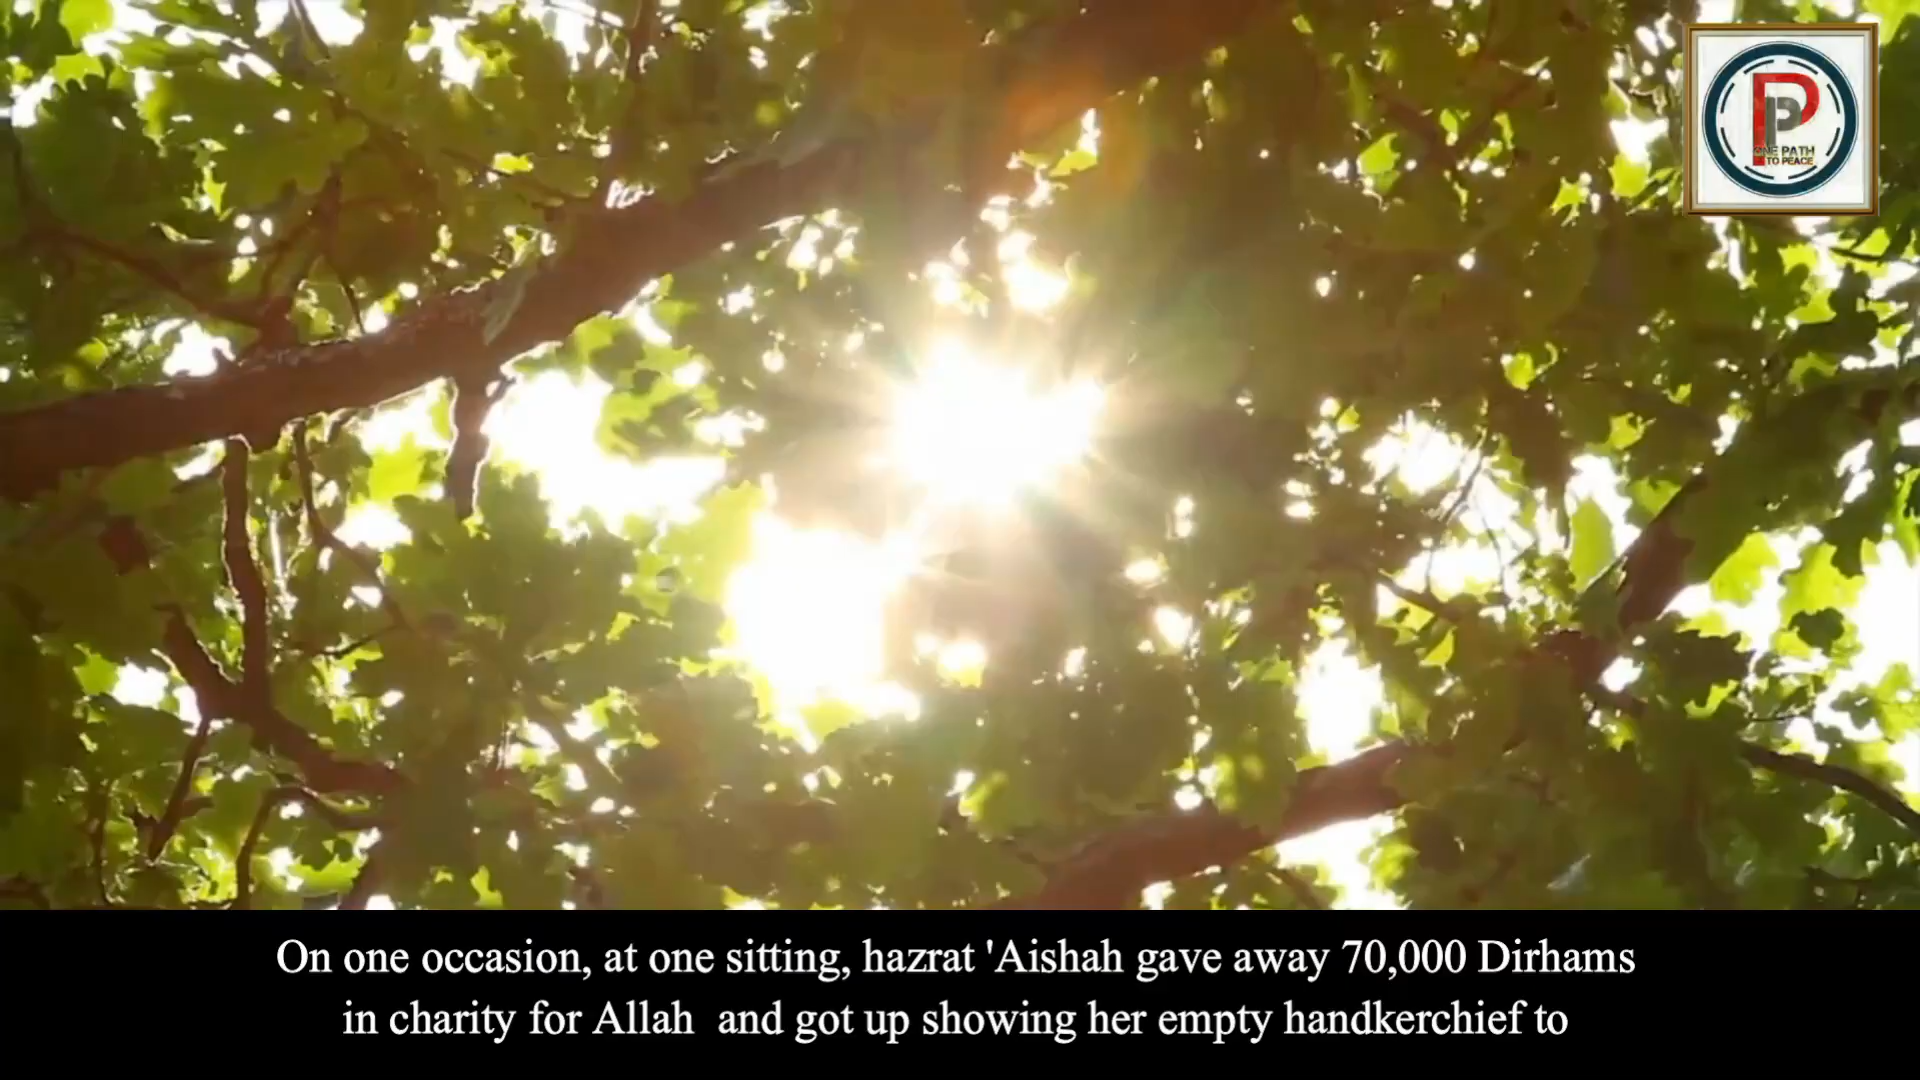 ONE PATH
TO PEACE
On one occasion, at one sitting, hazrat 'Aishah gave away 70,000 Dirhams
in charity for Allah  and got up showing her empty handkerchief to